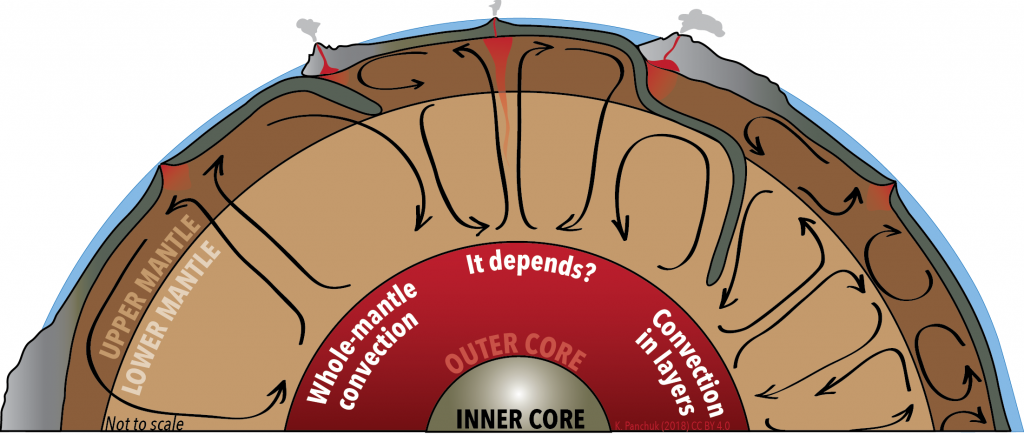 UPPER MANTLE
LOWER MANTLE
Whole-mantle
convection
It depends?
Convection
in layers
OUTER CORE
INNER CORE
Not to scale
K. Panchuk (2018) CC BY 4.0